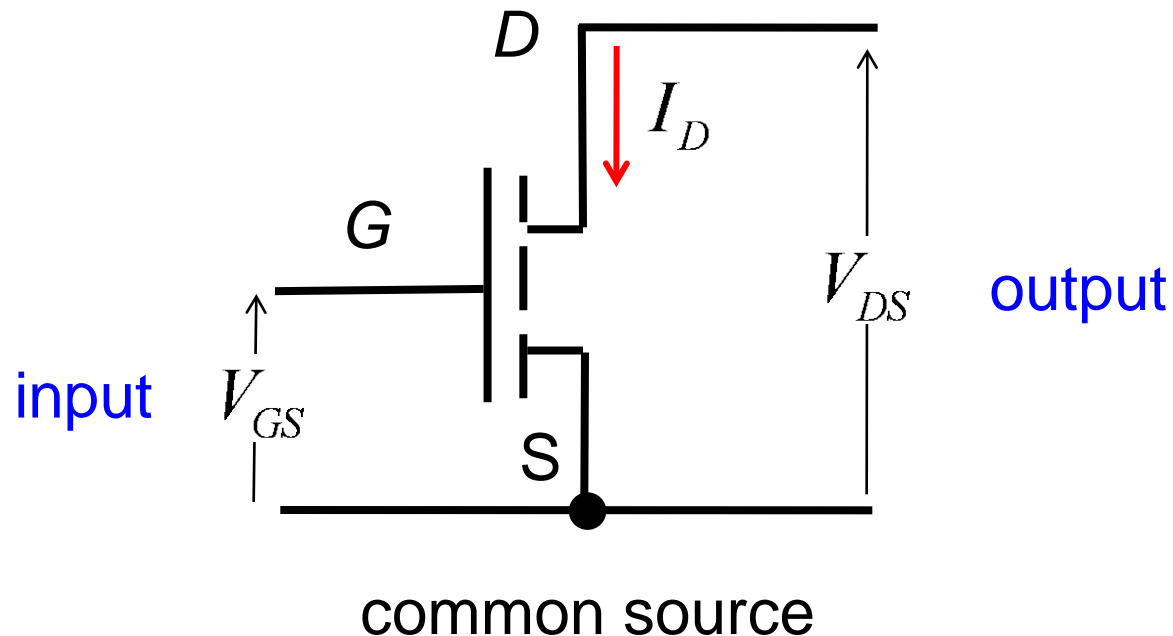 D
I_D
G
V_DS
output
input
V_GS
S
common source